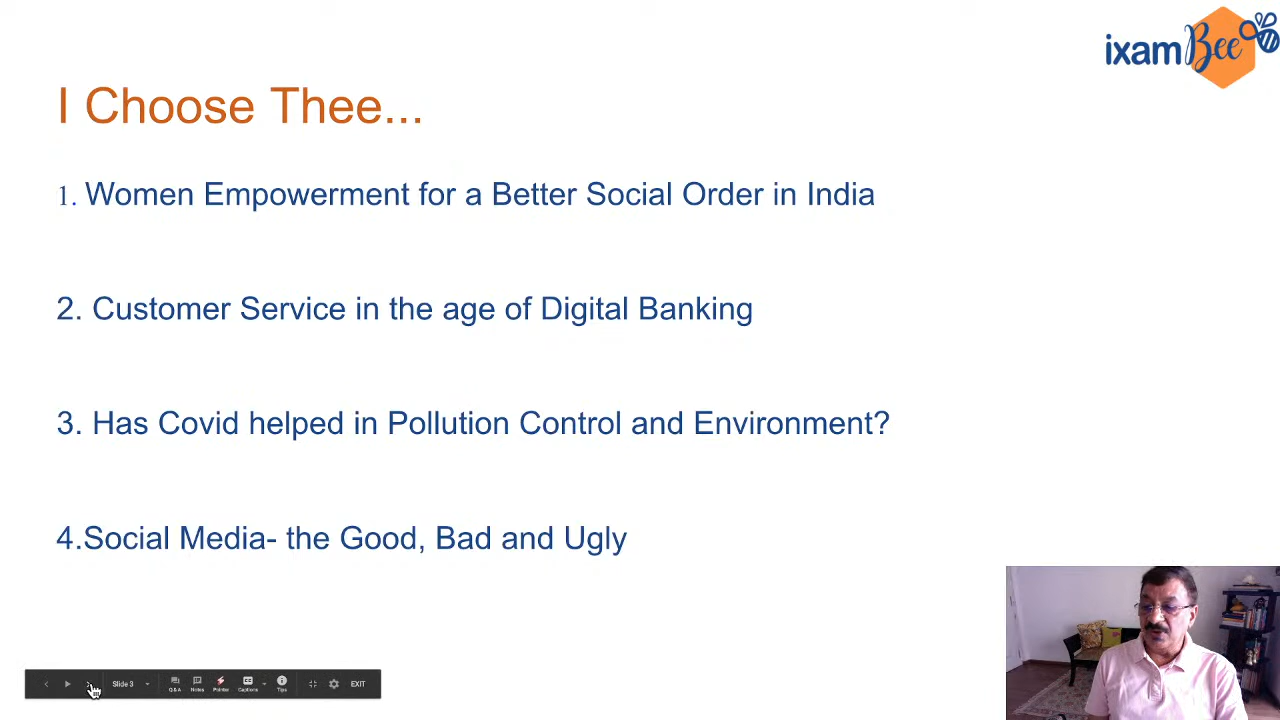 ixamBee
I Choose Thee...
1. Women Empowerment for a Better Social Order in India
2. Customer Service in the age of Digital Banking
3. Has Covid helped in Pollution Control and Environment?
4.Social Media- the Good, Bad and Ugly
Slide 3
Q&A Notes Pointer Captions Tips EXIT